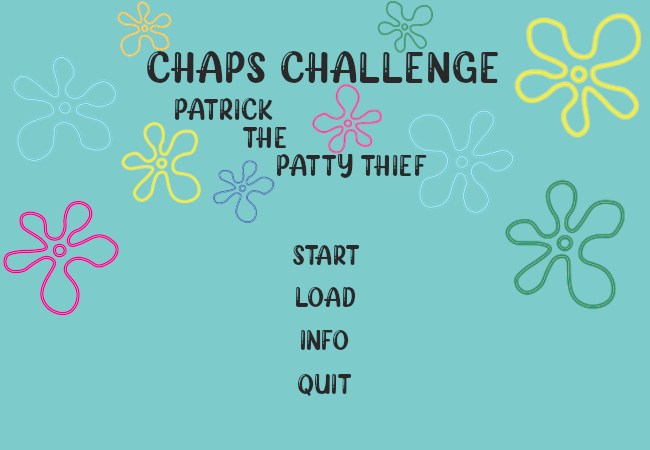 CHAPS CHALLENGE
PATRICK
THE
PATTY THIEF
START
LOAD
INFO
QUIT